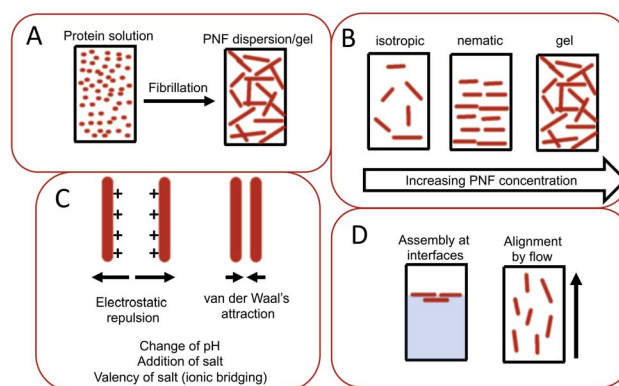 A
Protein solution
PNF dispersion/gel
Fibrillation
B
isotropic
nematic
gel
Increasing PNF concentration
C
+ +
+ +
+ +
+ +
Electrostatic
repulsion
van der Waal's
attraction
Change of pH
Addition of salt
Valency of salt (ionic bridging)
D
Assembly at
interfaces
Alignment
by flow